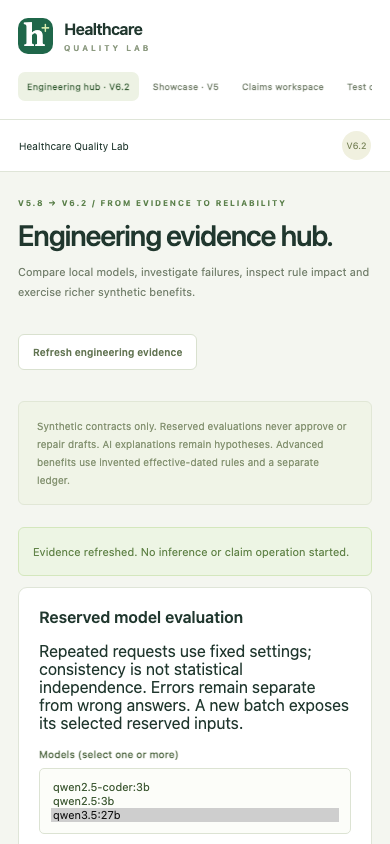 h+ Healthcare
QUALITY LAB
Engineering hub · V6.2 Showcase · V5 Claims workspace Test
Healthcare Quality Lab V6.2
V5.8 → V6.2 / FROM EVIDENCE TO RELIABILITY
Engineering evidence hub.
Compare local models, investigate failures, inspect rule impact and
exercise richer synthetic benefits.
Refresh engineering evidence
Synthetic contracts only. Reserved evaluations never approve or
repair drafts. AI explanations remain hypotheses. Advanced
benefits use invented effective-dated rules and a separate
ledger.
Evidence refreshed. No inference or claim operation started.
Reserved model evaluation
Repeated requests use fixed settings;
consistency is not statistical
independence. Errors remain separate
from wrong answers. A new batch exposes
its selected reserved inputs.
Models (select one or more)
qwen2.5-coder:3b
qwen2.5:3b
qwen3.5:27b